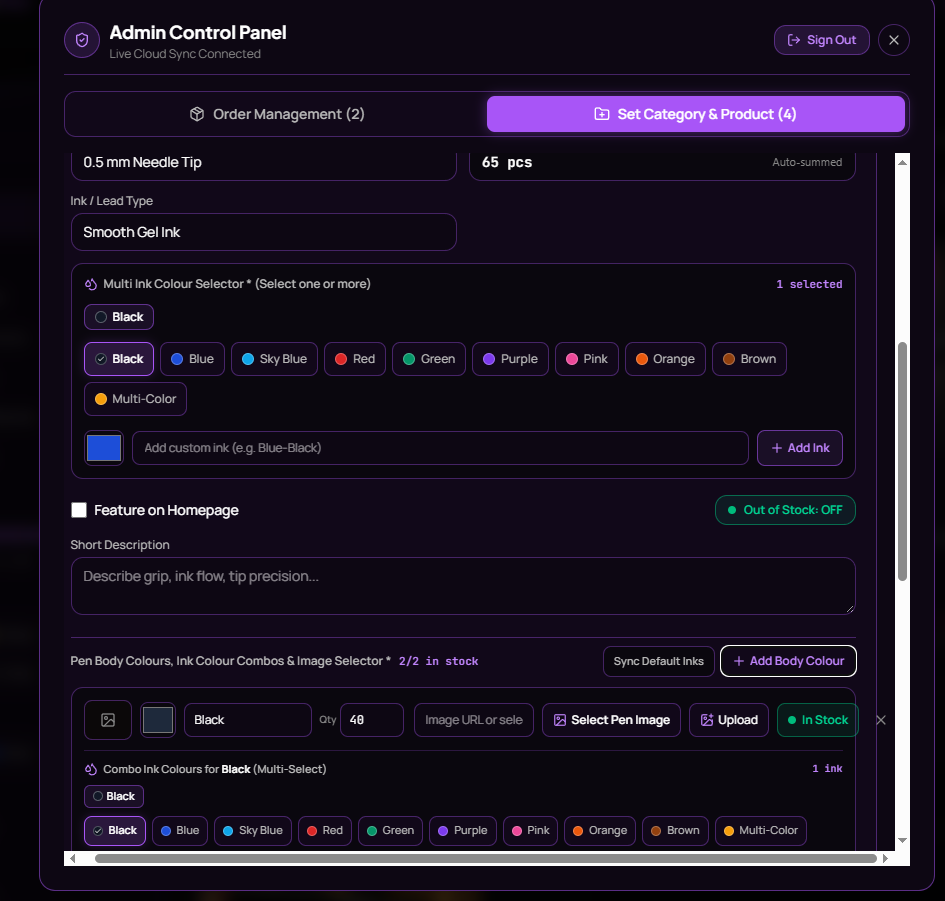 Admin Control Panel
Live Cloud Sync Connected
Sign Out
Order Management (2)
Set Category & Product (4)
0.5 mm Needle Tip
65 pcs
Auto-summed
Ink / Lead Type
Smooth Gel Ink
Multi Ink Colour Selector * (Select one or more)
1 selected
Black
Black
Blue
Sky Blue
Red
Green
Purple
Pink
Orange
Brown
Multi-Color
Add custom ink (e.g. Blue-Black)
+ Add Ink
Feature on Homepage
Out of Stock: OFF
Short Description
Describe grip, ink flow, tip precision...
Pen Body Colours, Ink Colour Combos & Image Selector * 2/2 in stock
Sync Default Inks
+ Add Body Colour
Black
Qty
40
Image URL or sele
Select Pen Image
Upload
In Stock
Combo Ink Colours for Black (Multi-Select)
1 ink
Black
Black
Blue
Sky Blue
Red
Green
Purple
Pink
Orange
Brown
Multi-Color